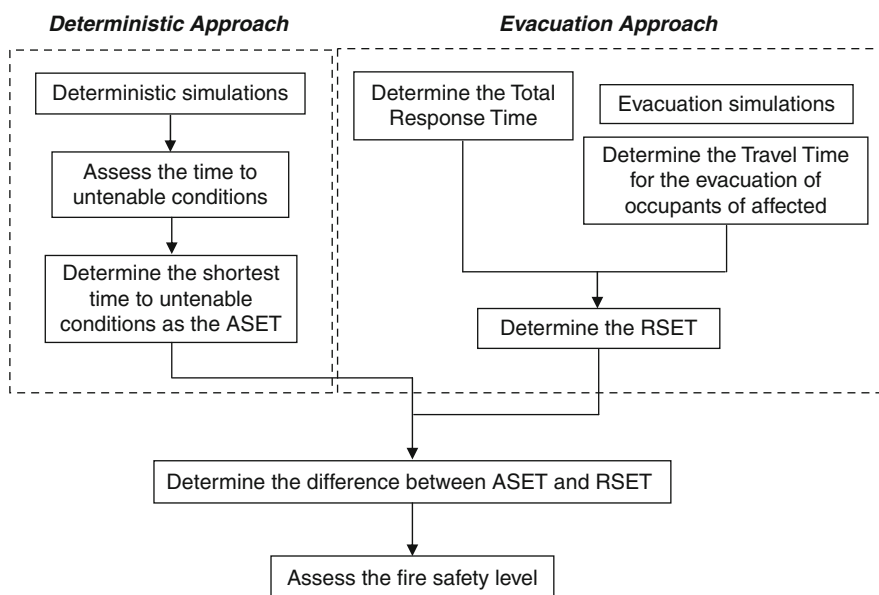 Deterministic Approach
Evacuation Approach
Deterministic simulations
Assess the time to
untenable conditions
Determine the shortest
time to untenable
conditions as the ASET
Determine the Total
Response Time
Evacuation simulations
Determine the Travel Time
for the evacuation of
occupants of affected
Determine the RSET
Determine the difference between ASET and RSET
Assess the fire safety level